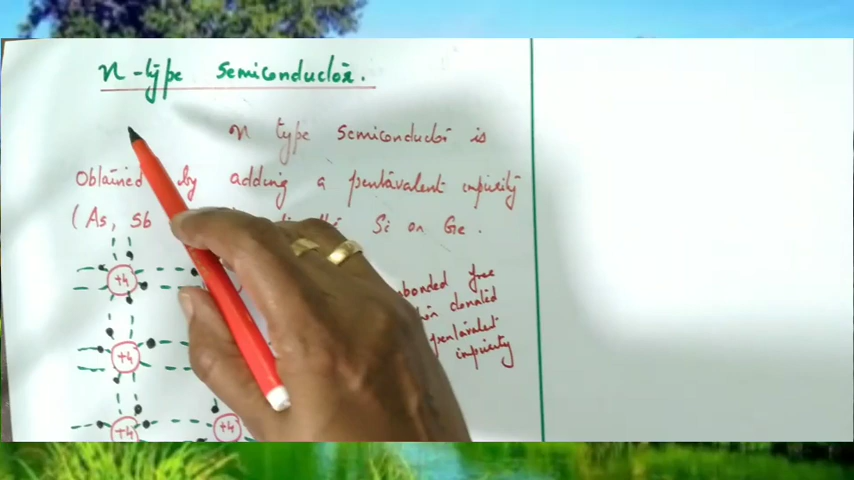 n-type Semiconductor.
n type Semiconductor is
obtained by adding a pentavalent impurity
(As, Sb Si or Ge.
+4
bonded free
donated
+4
pentavalent
impurity
+4 +4